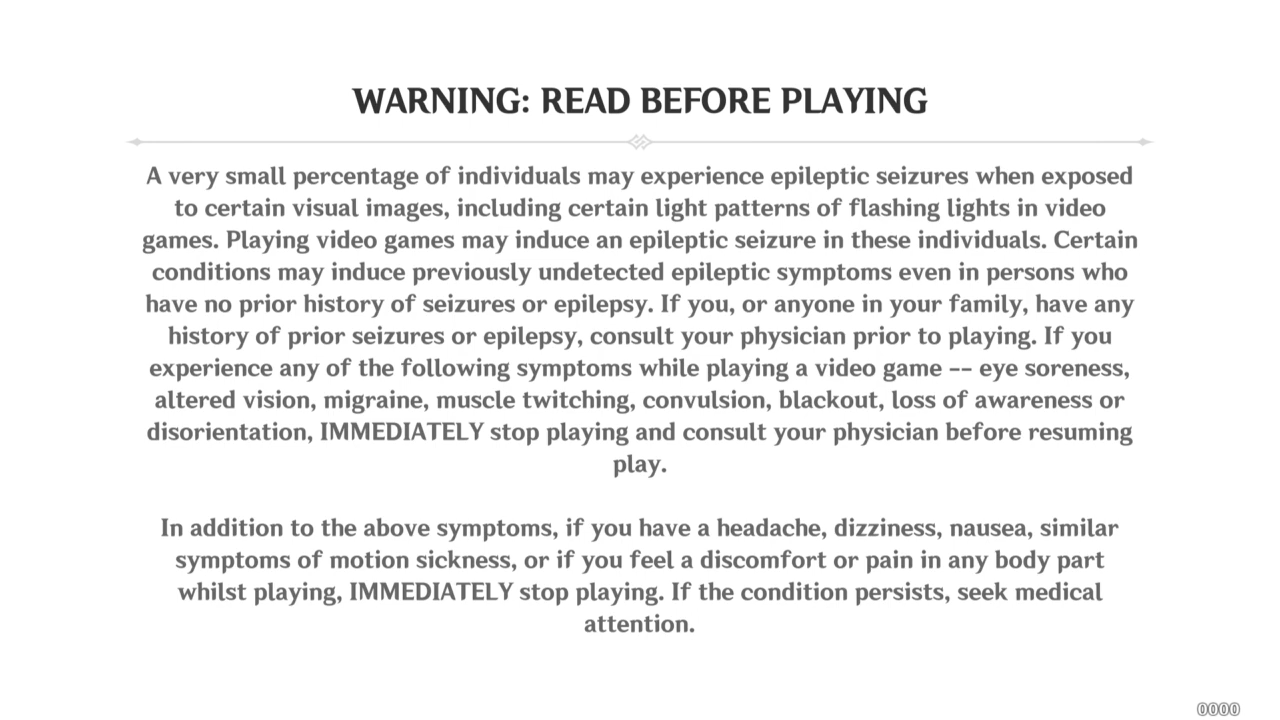 WARNING: READ BEFORE PLAYING
A very small percentage of individuals may experience epileptic seizures when exposed
to certain visual images, including certain light patterns of flashing lights in video
games. Playing video games may induce an epileptic seizure in these individuals. Certain
conditions may induce previously undetected epileptic symptoms even in persons who
have no prior history of seizures or epilepsy. If you, or anyone in your family, have any
history of prior seizures or epilepsy, consult your physician prior to playing. If you
experience any of the following symptoms while playing a video game -- eye soreness,
altered vision, migraine, muscle twitching, convulsion, blackout, loss of awareness or
disorientation, IMMEDIATELY stop playing and consult your physician before resuming
play.
In addition to the above symptoms, if you have a headache, dizziness, nausea, similar
symptoms of motion sickness, or if you feel a discomfort or pain in any body part
whilst playing, IMMEDIATELY stop playing. If the condition persists, seek medical
attention.
0000